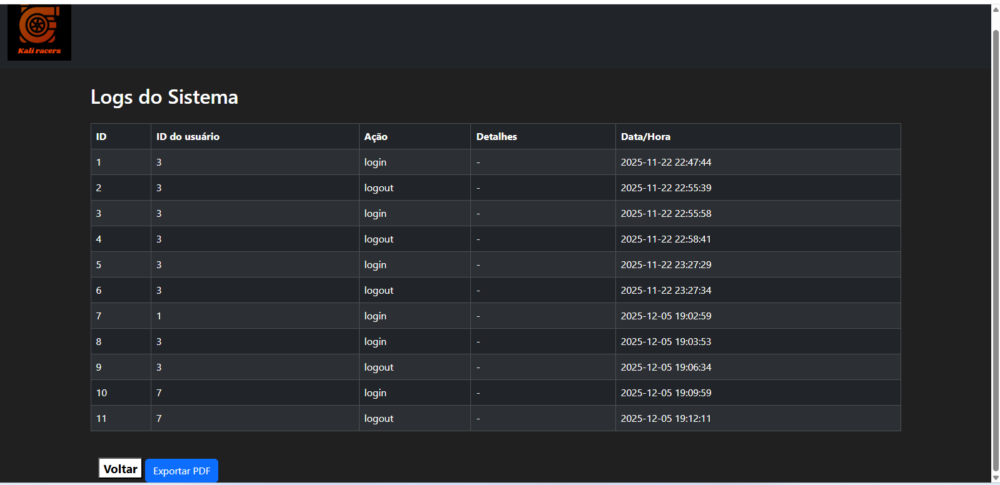 Kali racers
Logs do Sistema
ID ID do usuário Ação Detalhes Data/Hora
1 3 login - 2025-11-22 22:47:44
2 3 logout - 2025-11-22 22:55:39
3 3 login - 2025-11-22 22:55:58
4 3 logout - 2025-11-22 22:58:41
5 3 login - 2025-11-22 23:27:29
6 3 logout - 2025-11-22 23:27:34
7 1 login - 2025-12-05 19:02:59
8 3 login - 2025-12-05 19:03:53
9 3 logout - 2025-12-05 19:06:34
10 7 login - 2025-12-05 19:09:59
11 7 logout - 2025-12-05 19:12:11
Voltar Exportar PDF